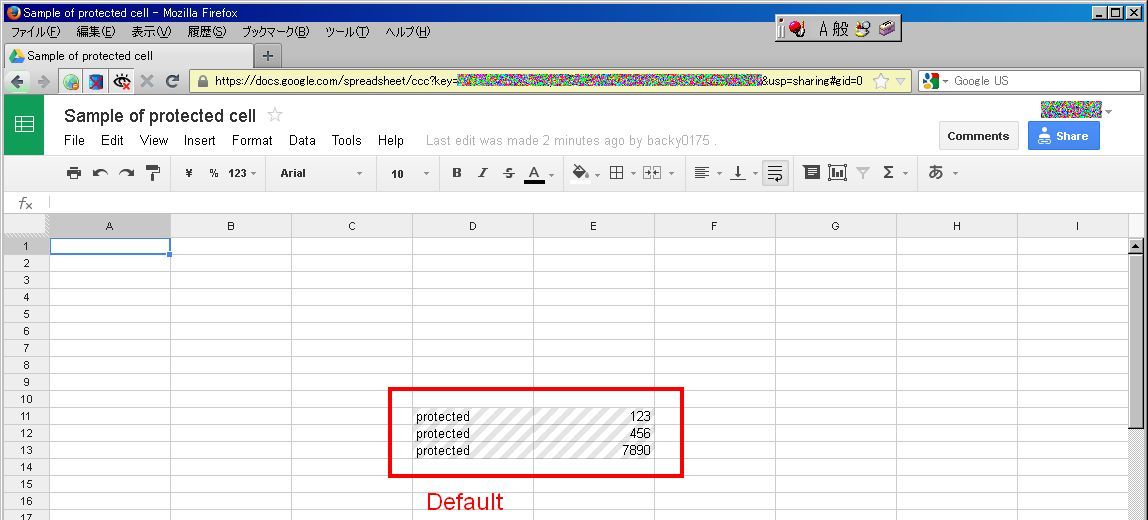 Sample of protected cell - Mozilla Firefox
ファイル(F) 編集(E) 表示(V) 履歴(S) ブックマーク(B) ツール(T) ヘルプ(H)
A 般
Sample of protected cell
https://docs.google.com/spreadsheet/ccc?key= &usp=sharing#gid=0
Google US
Sample of protected cell
File Edit View Insert Format Data Tools Help Last edit was made 2 minutes ago by backy0175 .
Comments Share
¥ % 123 Arial 10 B I S A Σ あ
fx
A B C D E F G H I
1
2
3
4
5
6
7
8
9
10
11 protected 123
12 protected 456
13 protected 7890
14
15
16
Default
17